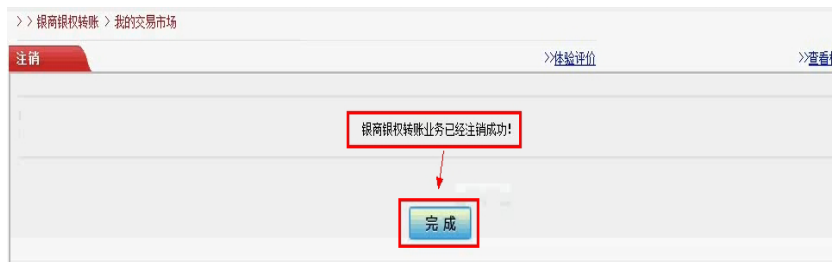 >> 银商银权转账 > 我的交易市场
注销
>>体验评价
>>查看
银商银权转账业务已经注销成功!
完成